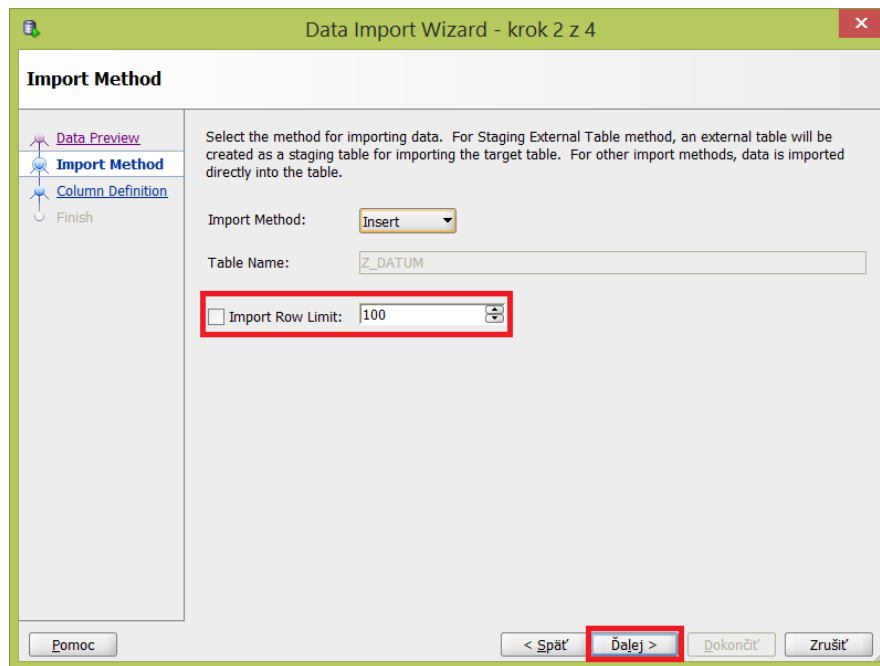 Data Import Wizard - krok 2 z 4
Import Method
Data Preview
Import Method
Column Definition
Finish
Select the method for importing data. For Staging External Table method, an external table will be
created as a staging table for importing the target table. For other import methods, data is imported
directly into the table.
Import Method: Insert
Table Name: Z_DATUM
Import Row Limit: 100
Pomoc < Späť Ďalej > Dokončiť Zrušiť